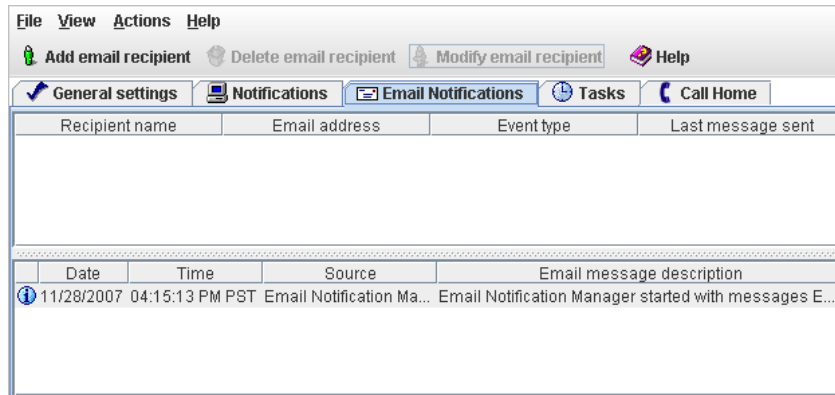 File View Actions Help
Add email recipient Delete email recipient Modify email recipient Help
General settings Notifications Email Notifications Tasks Call Home
Recipient name Email address Event type Last message sent
Date Time Source Email message description
11/28/2007 04:15:13 PM PST Email Notification Ma... Email Notification Manager started with messages E...